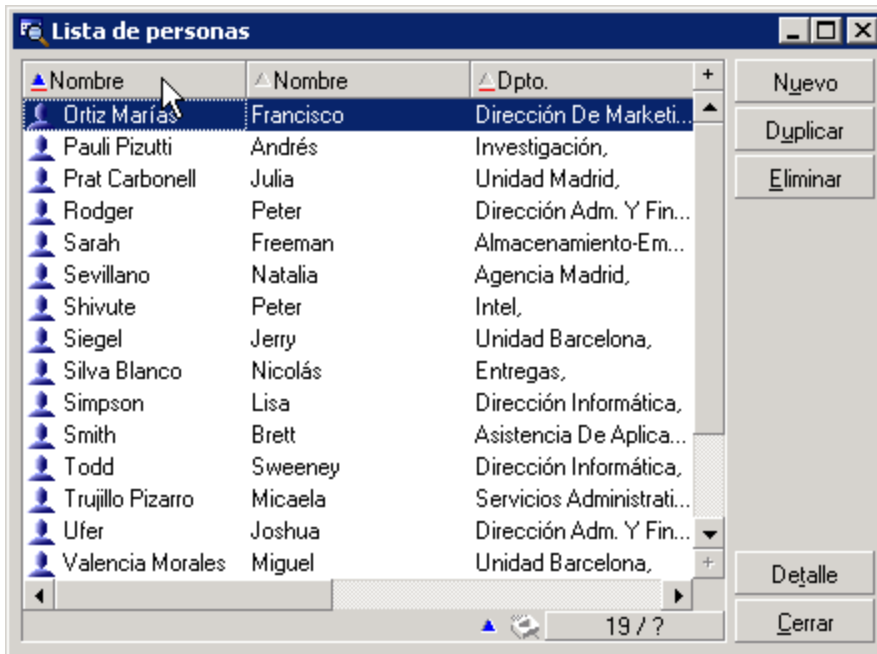 Lista de personas
Nombre Nombre Dpto. + Nuevo
Ortiz Marías Francisco Dirección De Marketi...
Duplicar
Pauli Pizutti Andrés Investigación,
Prat Carbonell Julia Unidad Madrid, Eliminar
Rodger Peter Dirección Adm. Y Fin...
Sarah Freeman Almacenamiento-Em...
Sevillano Natalia Agencia Madrid,
Shivute Peter Intel,
Siegel Jerry Unidad Barcelona,
Silva Blanco Nicolás Entregas,
Simpson Lisa Dirección Informática,
Smith Brett Asistencia De Aplica...
Todd Sweeney Dirección Informática,
Trujillo Pizarro Micaela Servicios Administrati...
Ufer Joshua Dirección Adm. Y Fin...
Valencia Morales Miguel Unidad Barcelona, +
Detalle
19 / ? Cerrar